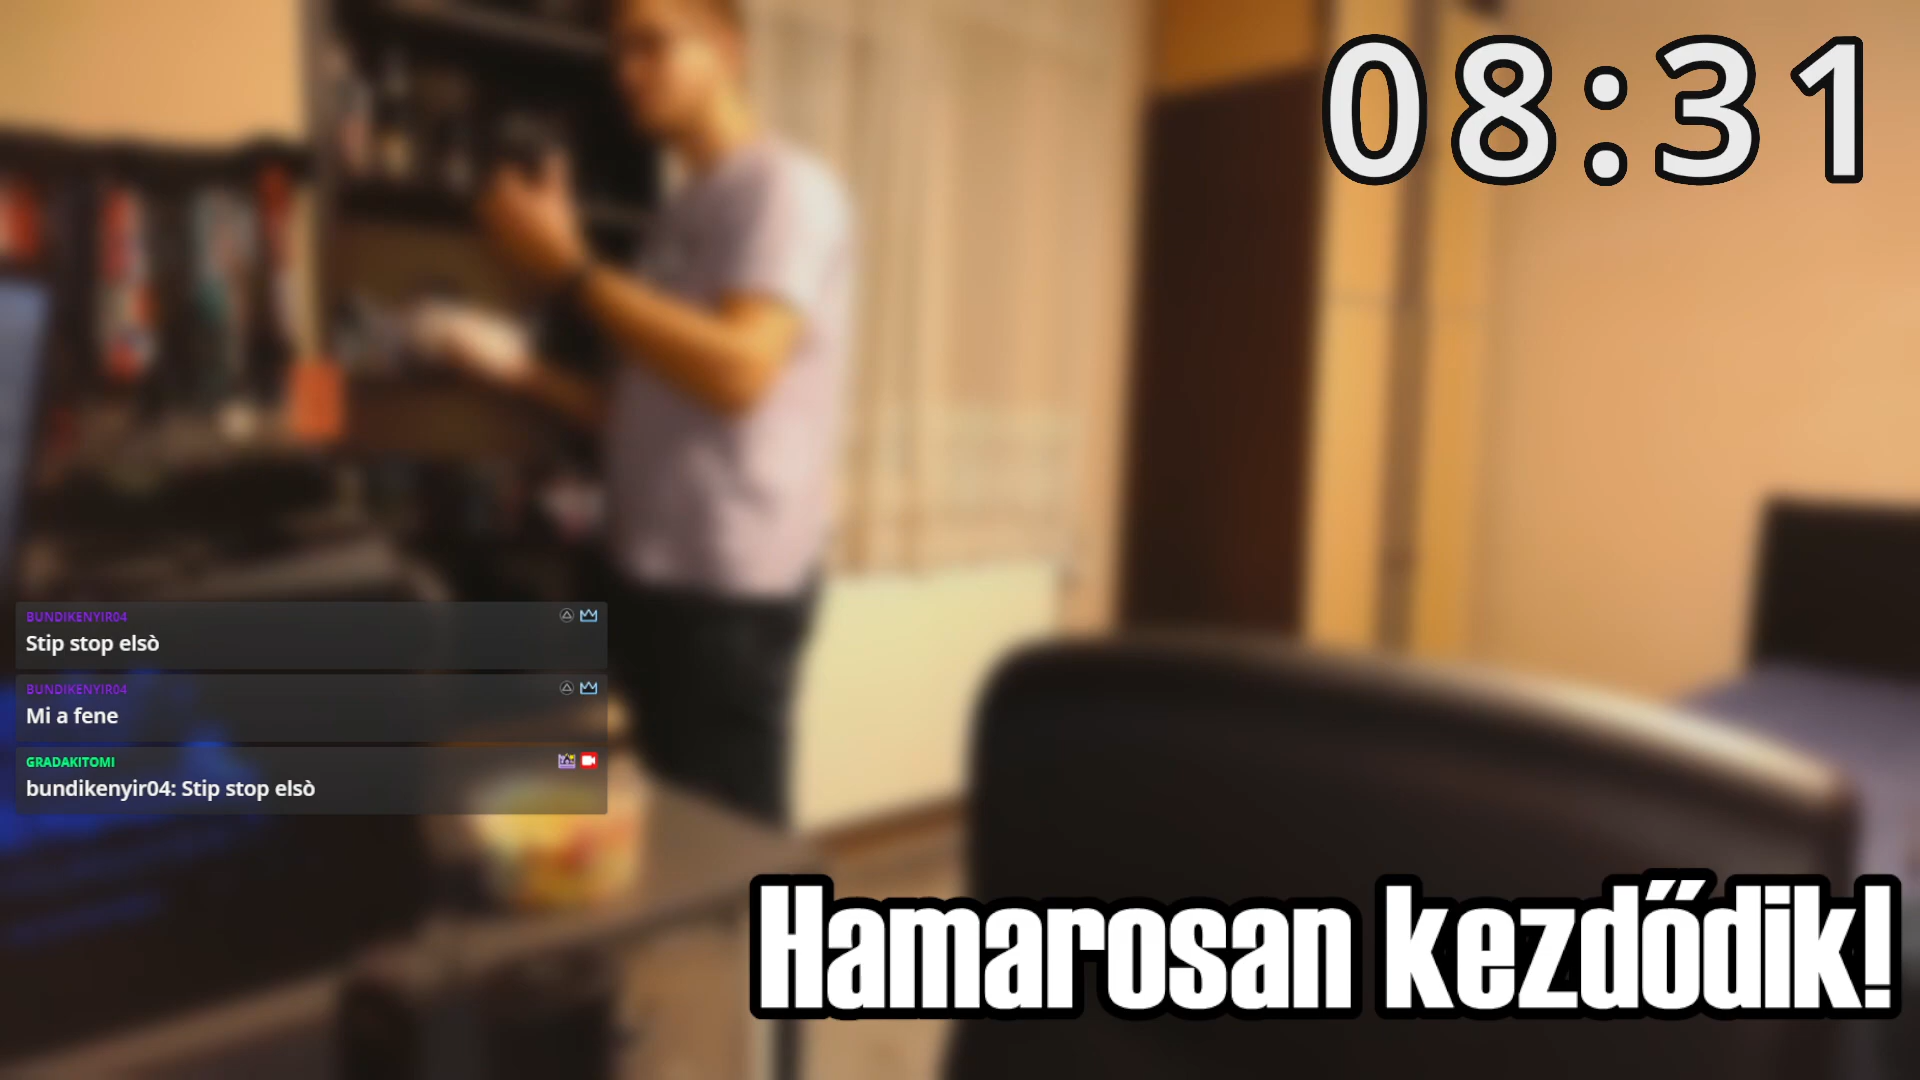 08:31
BUNDIKENYIR04
Stip stop elsò
BUNDIKENYIR04
Mi a fene
GRADAKITOMI
bundikenyir04: Stip stop elsò
Hamarosan kezdődik!